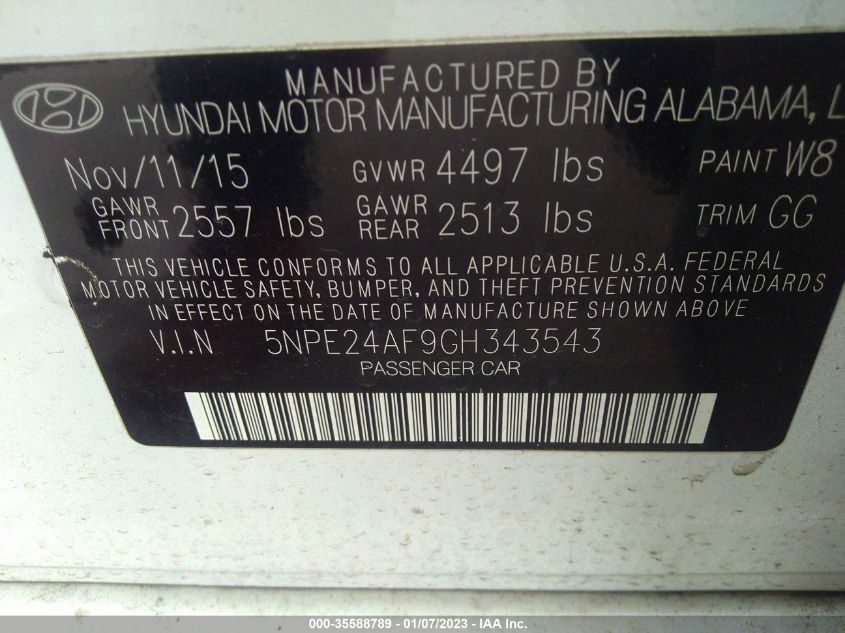 MANUFACTURED BY
HYUNDAI MOTOR MANUFACTURING ALABAMA, L
Nov/11/15 GVWR 4497 lbs PAINT W8
GAWR FRONT 2557 lbs GAWR REAR 2513 lbs TRIM GG
THIS VEHICLE CONFORMS TO ALL APPLICABLE U.S.A. FEDERAL
MOTOR VEHICLE SAFETY, BUMPER, AND THEFT PREVENTION STANDARDS
IN EFFECT ON THE DATE OF MANUFACTURE SHOWN ABOVE
V.I.N 5NPE24AF9GH343543
PASSENGER CAR
000-35588789 - 01/07/2023 - IAA Inc.